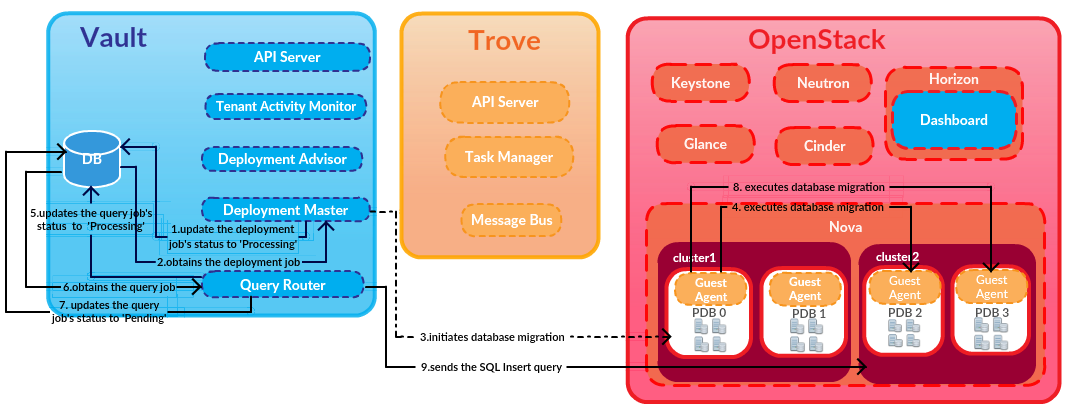 Vault
API Server
Tenant Activity Monitor
DB
Deployment Advisor
Deployment Master
5.updates the query job's
status to 'Processing'
1.update the deployment
job's status to 'Processing'
2.obtains the deployment job
6.obtains the query job
Query Router
7. updates the query
job's status to 'Pending'
Trove
API Server
Task Manager
Message Bus
3.initiates database migration
9.sends the SQL Insert query
OpenStack
Keystone
Neutron
Horizon
Dashboard
Glance
Cinder
8. executes database migration
4. executes database migration
Nova
cluster1
cluster2
Guest
Agent
PDB 0
Guest
Agent
PDB 1
Guest
Agent
PDB 2
Guest
Agent
PDB 3